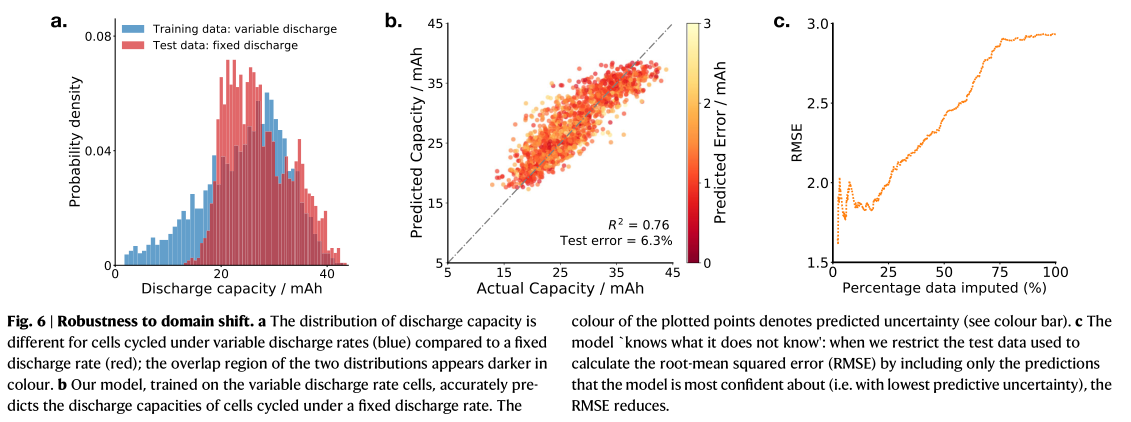 a.
Training data: variable discharge
Test data: fixed discharge
0.08
0.04
0
0
20
40
Probability density
Discharge capacity / mAh
b.
45
35
25
15
5
5
15
25
35
45
Predicted Capacity / mAh
Actual Capacity / mAh
R² = 0.76
Test error = 6.3%
3
2
1
0
Predicted Error / mAh
c.
3.0
2.5
2.0
1.5
0
25
50
75
100
RMSE
Percentage data imputed (%)
Fig. 6 | Robustness to domain shift. a The distribution of discharge capacity is
different for cells cycled under variable discharge rates (blue) compared to a fixed
discharge rate (red); the overlap region of the two distributions appears darker in
colour. b Our model, trained on the variable discharge rate cells, accurately pre-
dicts the discharge capacities of cells cycled under a fixed discharge rate. The
colour of the plotted points denotes predicted uncertainty (see colour bar). c The
model `knows what it does not know': when we restrict the test data used to
calculate the root-mean squared error (RMSE) by including only the predictions
that the model is most confident about (i.e. with lowest predictive uncertainty), the
RMSE reduces.